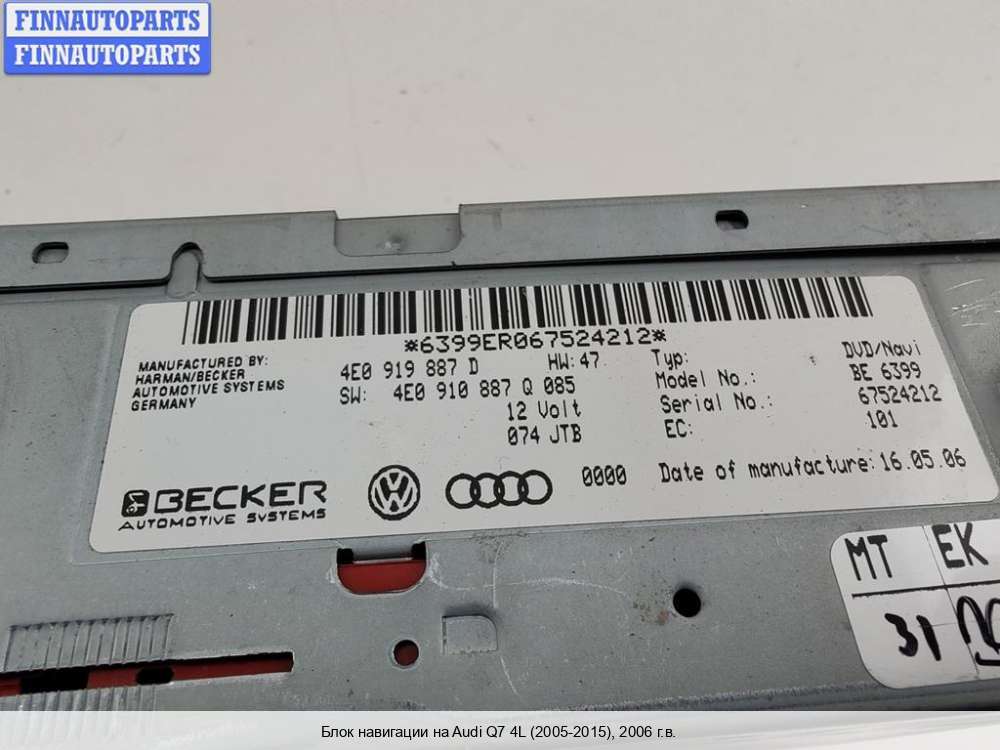 FINNAUTOPARTS
FINNAUTOPARTS
*6399ER067524212*
MANUFACTURED BY:
HARMAN/BECKER
AUTOMOTIVE SYSTEMS
GERMANY
4E0 919 887 D HW:47
SW: 4E0 910 887 Q 085
12 Volt
074 JTB
Typ: DVD/Navi
Model No.: BE 6399
Serial No.: 67524212
EC: 101
BECKER
AUTOMOTIVE SYSTEMS
0000 Date of manufacture: 16.05.06
MT EK
31
Блок навигации на Audi Q7 4L (2005-2015), 2006 г.в.